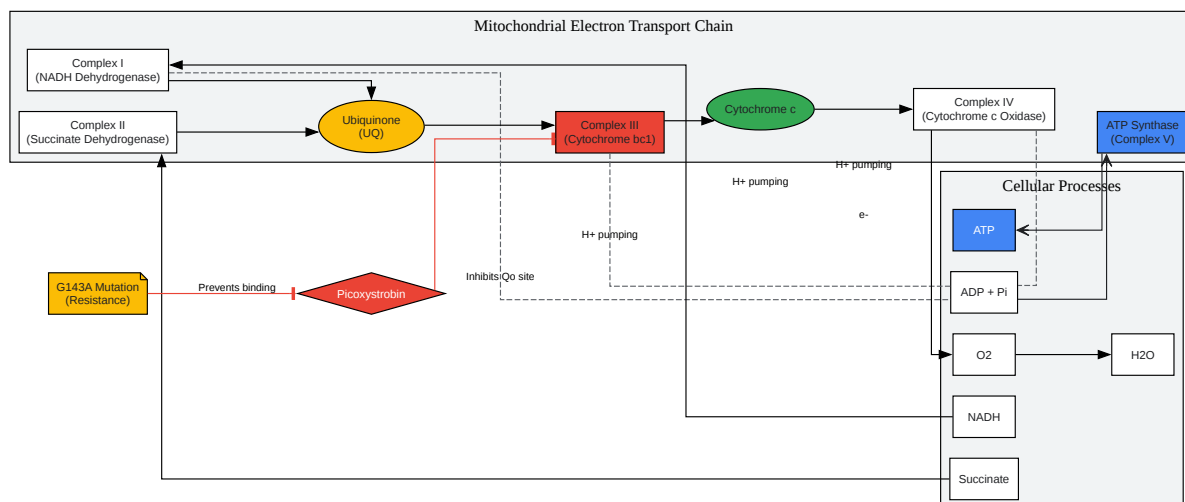 Mitochondrial Electron Transport Chain
Complex I
(NADH Dehydrogenase)
Complex II
(Succinate Dehydrogenase)
Ubiquinone
(UQ)
Complex III
(Cytochrome bc1)
Cytochrome c
Complex IV
(Cytochrome c Oxidase)
ATP Synthase
(Complex V)
H+ pumping
H+ pumping
e-
H+ pumping
Inhibits Qo site
Cellular Processes
ATP
ADP + Pi
O2
H2O
NADH
Succinate
G143A Mutation
(Resistance)
Prevents binding
Picoxystrobin